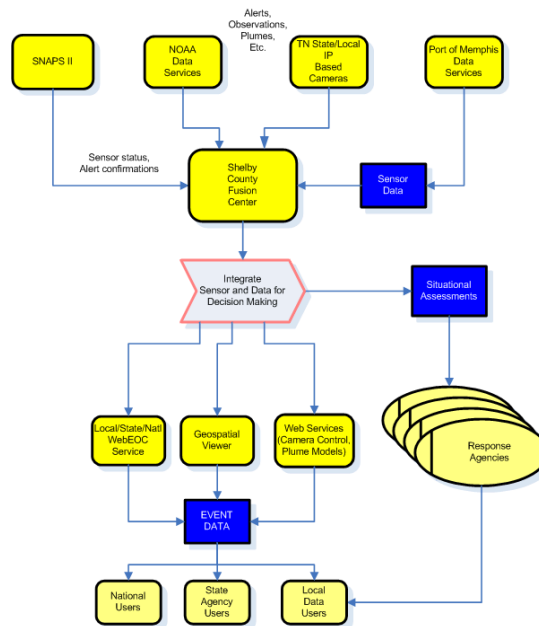 Alerts,
Observations,
Plumes,
Etc.
SNAPS II
NOAA
Data
Services
TN State/Local
IP
Based
Cameras
Port of Memphis
Data
Services
Sensor status,
Alert confirmations
Shelby
County
Fusion
Center
Sensor
Data
Integrate
Sensor and Data for
Decision Making
Situational
Assessments
Local/State/Natl
WebEOC
Service
Geospatial
Viewer
Web Services
(Camera Control,
Plume Models)
Response
Agencies
EVENT
DATA
National
Users
State
Agency
Users
Local
Data
Users